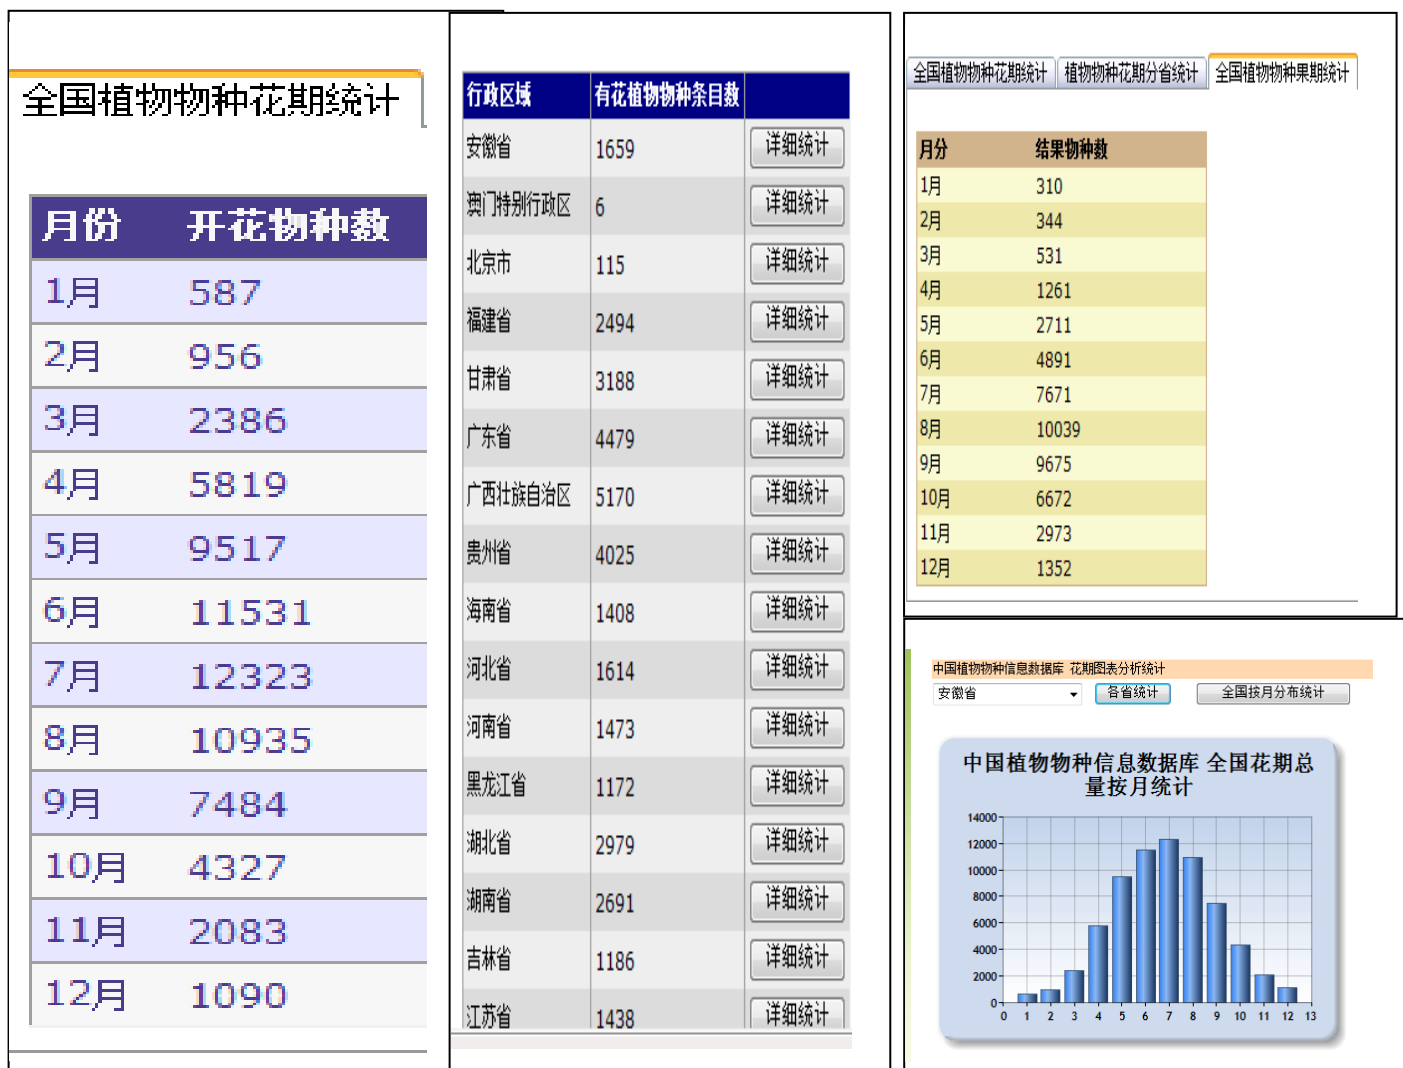 全国植物物种花期统计
月份 开花物种数
1月 587
2月 956
3月 2386
4月 5819
5月 9517
6月 11531
7月 12323
8月 10935
9月 7484
10月 4327
11月 2083
12月 1090
行政区域 有花植物物种条目数
安徽省 1659 详细统计
澳门特别行政区 6 详细统计
北京市 115 详细统计
福建省 2494 详细统计
甘肃省 3188 详细统计
广东省 4479 详细统计
广西壮族自治区 5170 详细统计
贵州省 4025 详细统计
海南省 1408 详细统计
河北省 1614 详细统计
河南省 1473 详细统计
黑龙江省 1172 详细统计
湖北省 2979 详细统计
湖南省 2691 详细统计
吉林省 1186 详细统计
江苏省 1438 详细统计
全国植物物种花期统计 植物物种花期分省统计 全国植物物种果期统计
月分 结果物种数
1月 310
2月 344
3月 531
4月 1261
5月 2711
6月 4891
7月 7671
8月 10039
9月 9675
10月 6672
11月 2973
12月 1352
中国植物物种信息数据库 花期图表分析统计
安徽省 各省统计 全国按月分布统计
中国植物物种信息数据库 全国花期总
量按月统计
14000
12000
10000
8000
6000
4000
2000
0
0 1 2 3 4 5 6 7 8 9 10 11 12 13